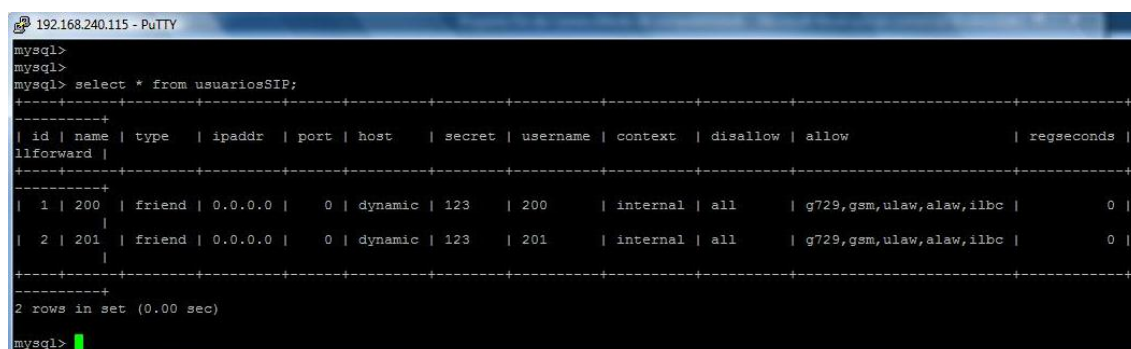 192.168.240.115 - PuTTY
mysql>
mysql>
mysql> select * from usuariosSIP;
+----+------+--------+---------+------+---------+--------+----------+----------+----------+-------------------------+------------+
----------+
| id | name | type   | ipaddr  | port | host    | secret | username | context  | disallow | allow                   | regseconds |
llforward |
+----+------+--------+---------+------+---------+--------+----------+----------+----------+-------------------------+------------+
----------+
|  1 | 200  | friend | 0.0.0.0 |    0 | dynamic | 123    | 200      | internal | all      | g729,gsm,ulaw,alaw,ilbc |          0 |
          |
|  2 | 201  | friend | 0.0.0.0 |    0 | dynamic | 123    | 201      | internal | all      | g729,gsm,ulaw,alaw,ilbc |          0 |
          |
+----+------+--------+---------+------+---------+--------+----------+----------+----------+-------------------------+------------+
----------+
2 rows in set (0.00 sec)
mysql>